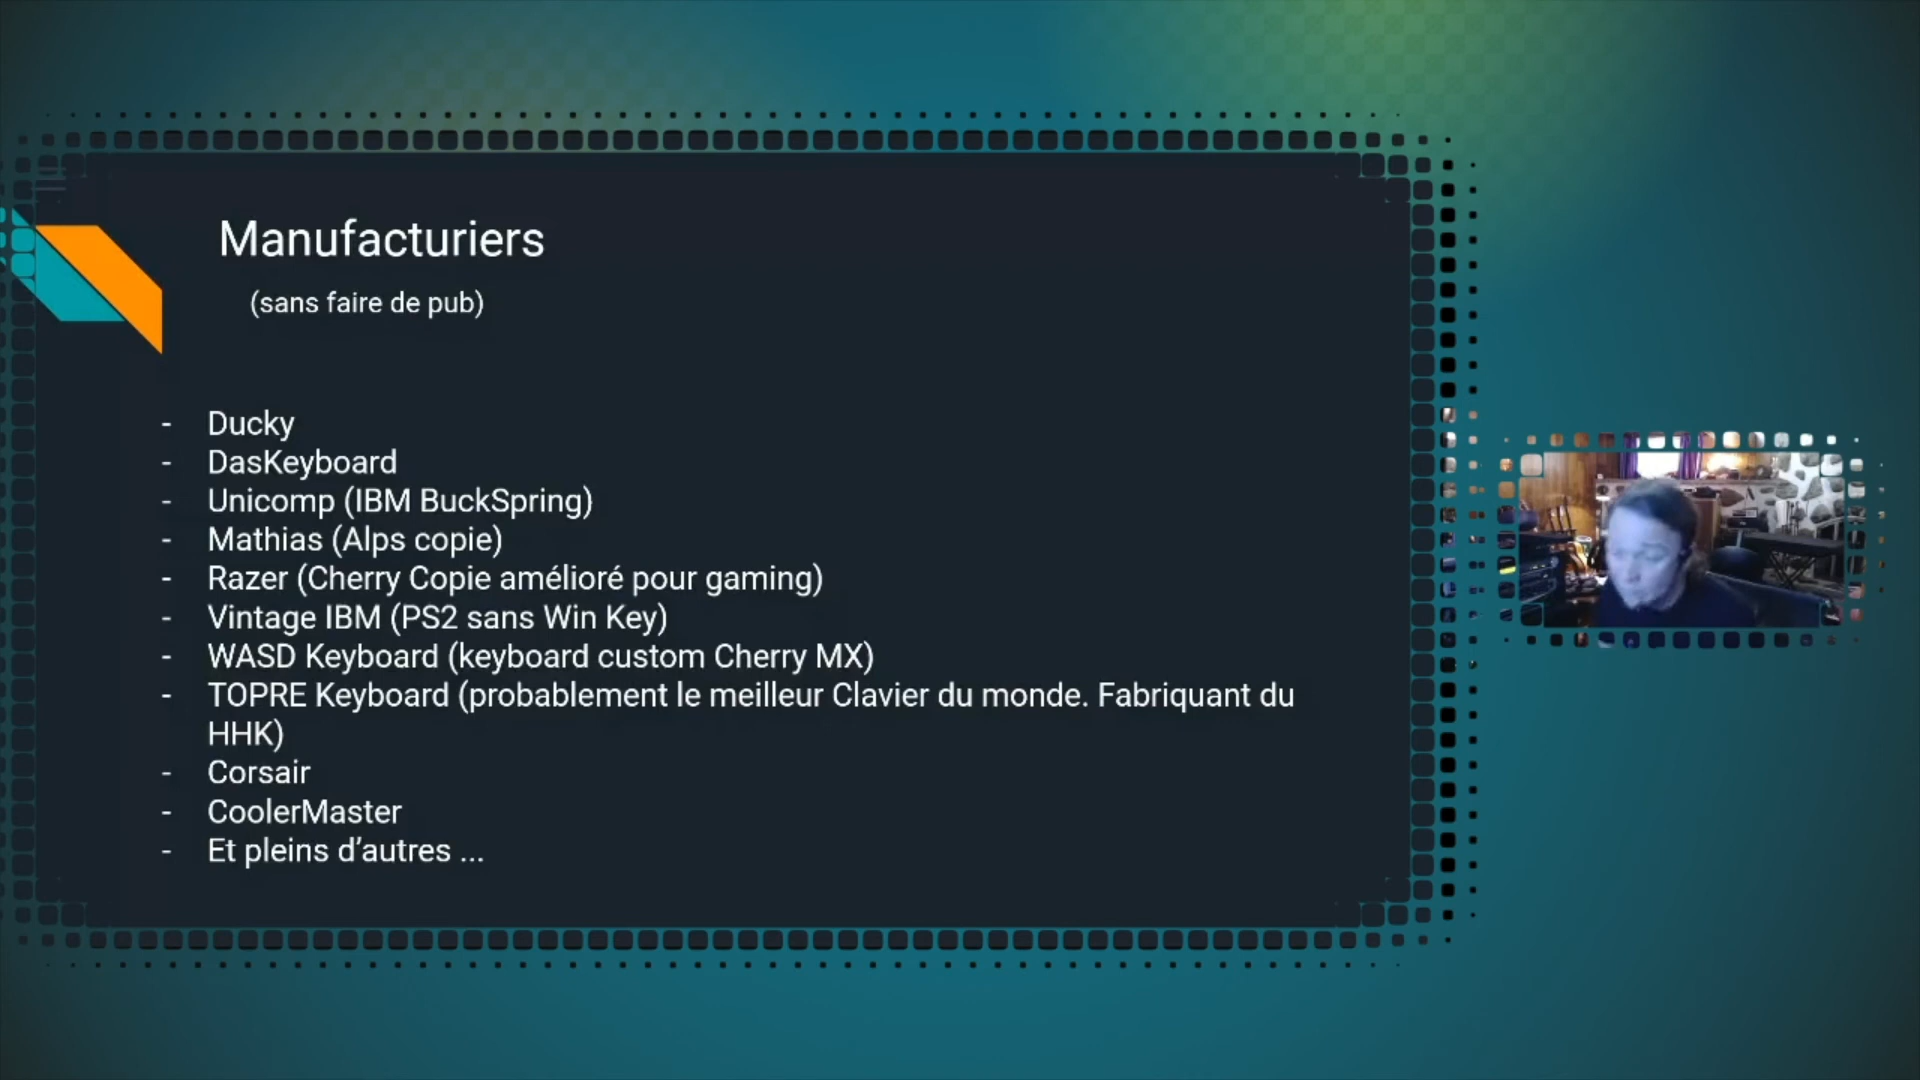 Manufacturiers
(sans faire de pub)
- Ducky
- DasKeyboard
- Unicomp (IBM BuckSpring)
- Mathias (Alps copie)
- Razer (Cherry Copie amélioré pour gaming)
- Vintage IBM (PS2 sans Win Key)
- WASD Keyboard (keyboard custom Cherry MX)
- TOPRE Keyboard (probablement le meilleur Clavier du monde. Fabriquant du
HHK)
- Corsair
- CoolerMaster
- Et pleins d’autres ...